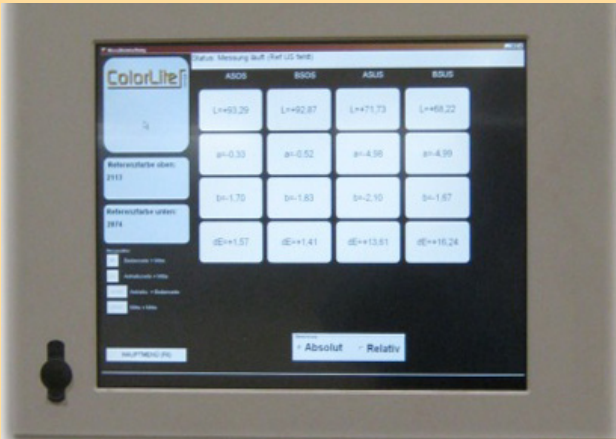 Status: Messung läuft (Ref US fehlt)
ColorLite
ASOS BSOS ASUS BSUS
L=+93,29 L=+92,87 L=+71,73 L=+68,22
a=-0,33 a=-0,52 a=-4,98 a=-4,99
b=-1,70 b=-1,83 b=-2,10 b=-1,67
dE=+1,57 dE=+1,41 dE=+13,61 dE=+16,24
Referenzfarbe oben:
2113
Referenzfarbe unten:
2074
Absolut Relativ
HAUPTMENÜ (F6)